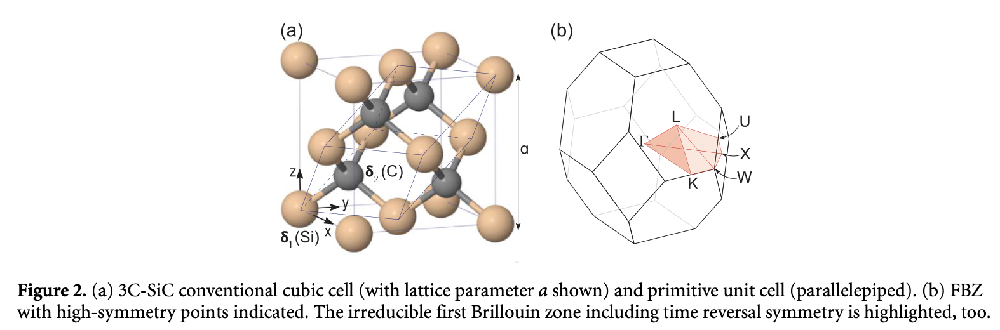 (a)
(b)
a
z
y
x
δ₂(C)
δ₁(Si)
L
Γ
K
U
X
W
Figure 2. (a) 3C-SiC conventional cubic cell (with lattice parameter a shown) and primitive unit cell (parallelepiped). (b) FBZ
with high-symmetry points indicated. The irreducible first Brillouin zone including time reversal symmetry is highlighted, too.